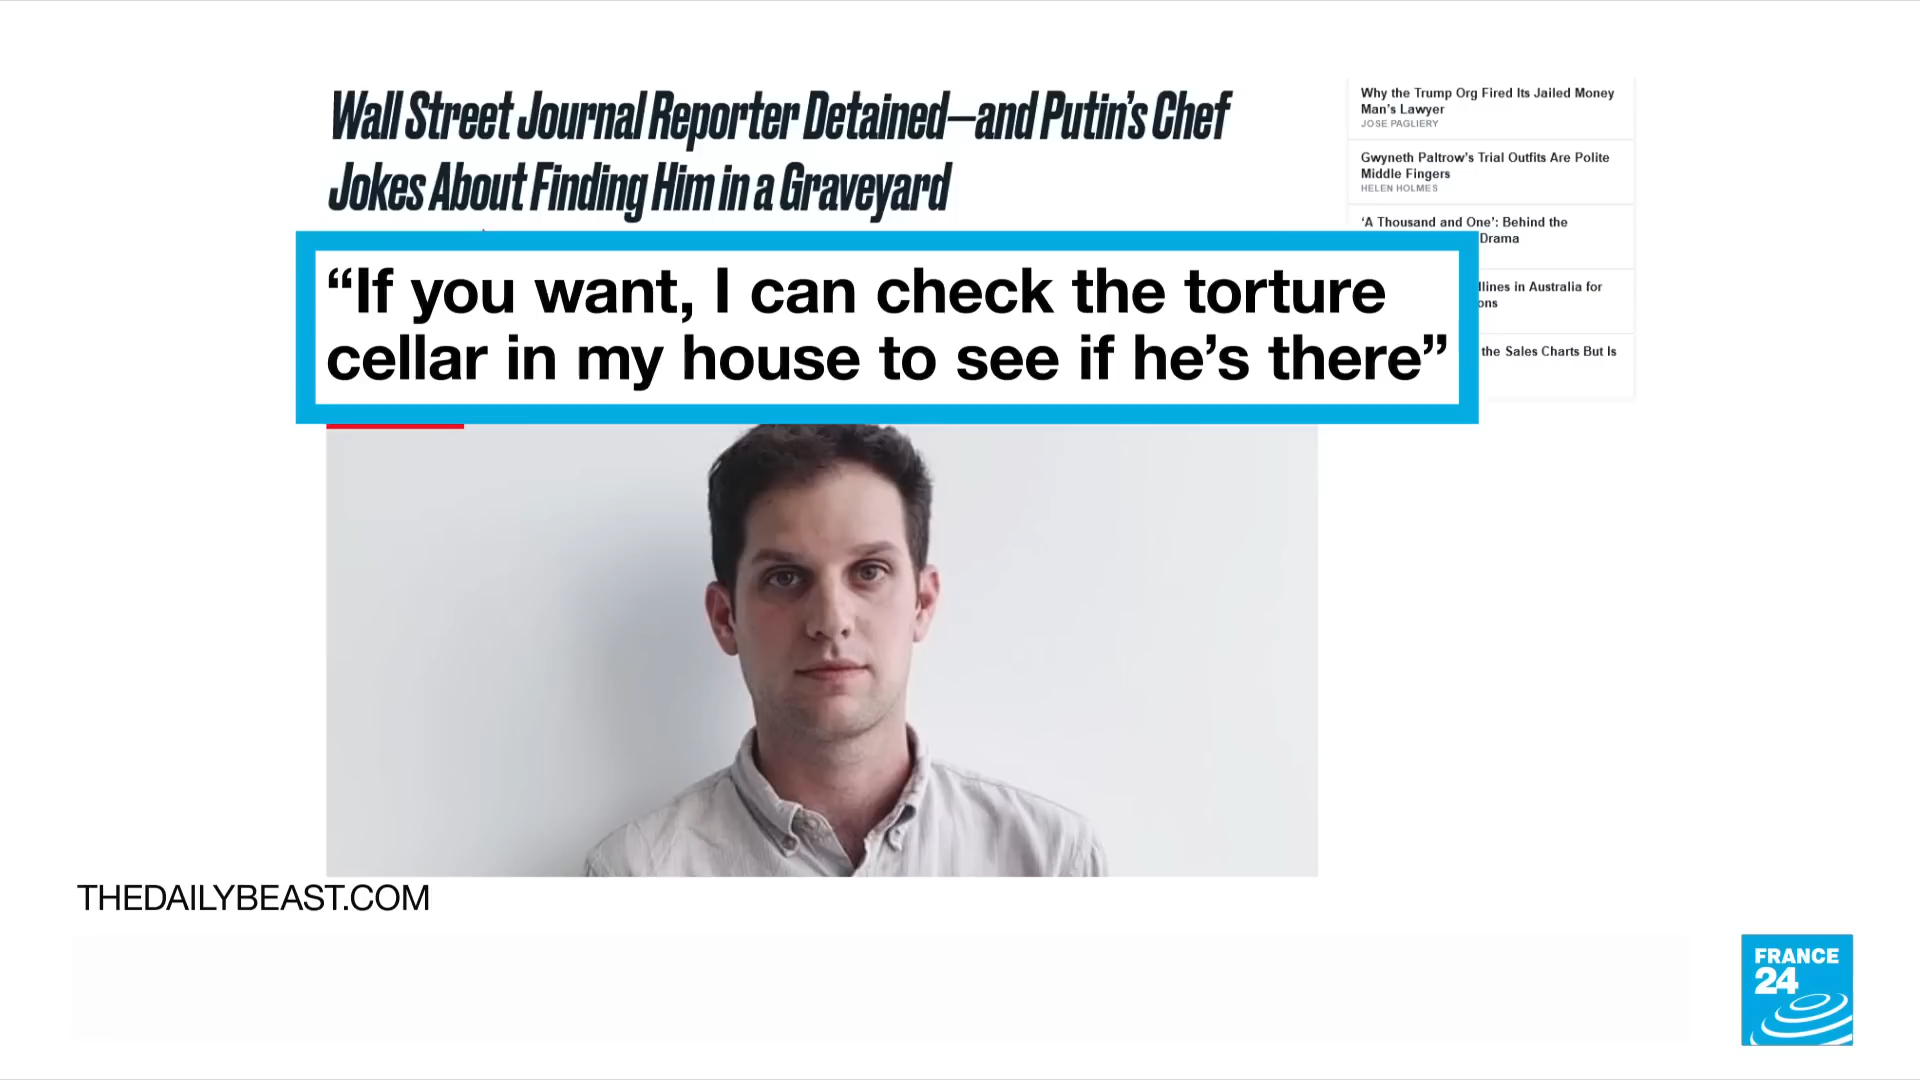 Wall Street Journal Reporter Detained—and Putin's Chef
Jokes About Finding Him in a Graveyard
“If you want, I can check the torture
cellar in my house to see if he’s there”
Why the Trump Org Fired Its Jailed Money
Man's Lawyer
JOSE PAGLIERY
Gwyneth Paltrow's Trial Outfits Are Polite
Middle Fingers
HELEN HOLMES
‘A Thousand and One’: Behind the
Drama
in Australia for
the Sales Charts But Is
THEDAILYBEAST.COM
FRANCE
24